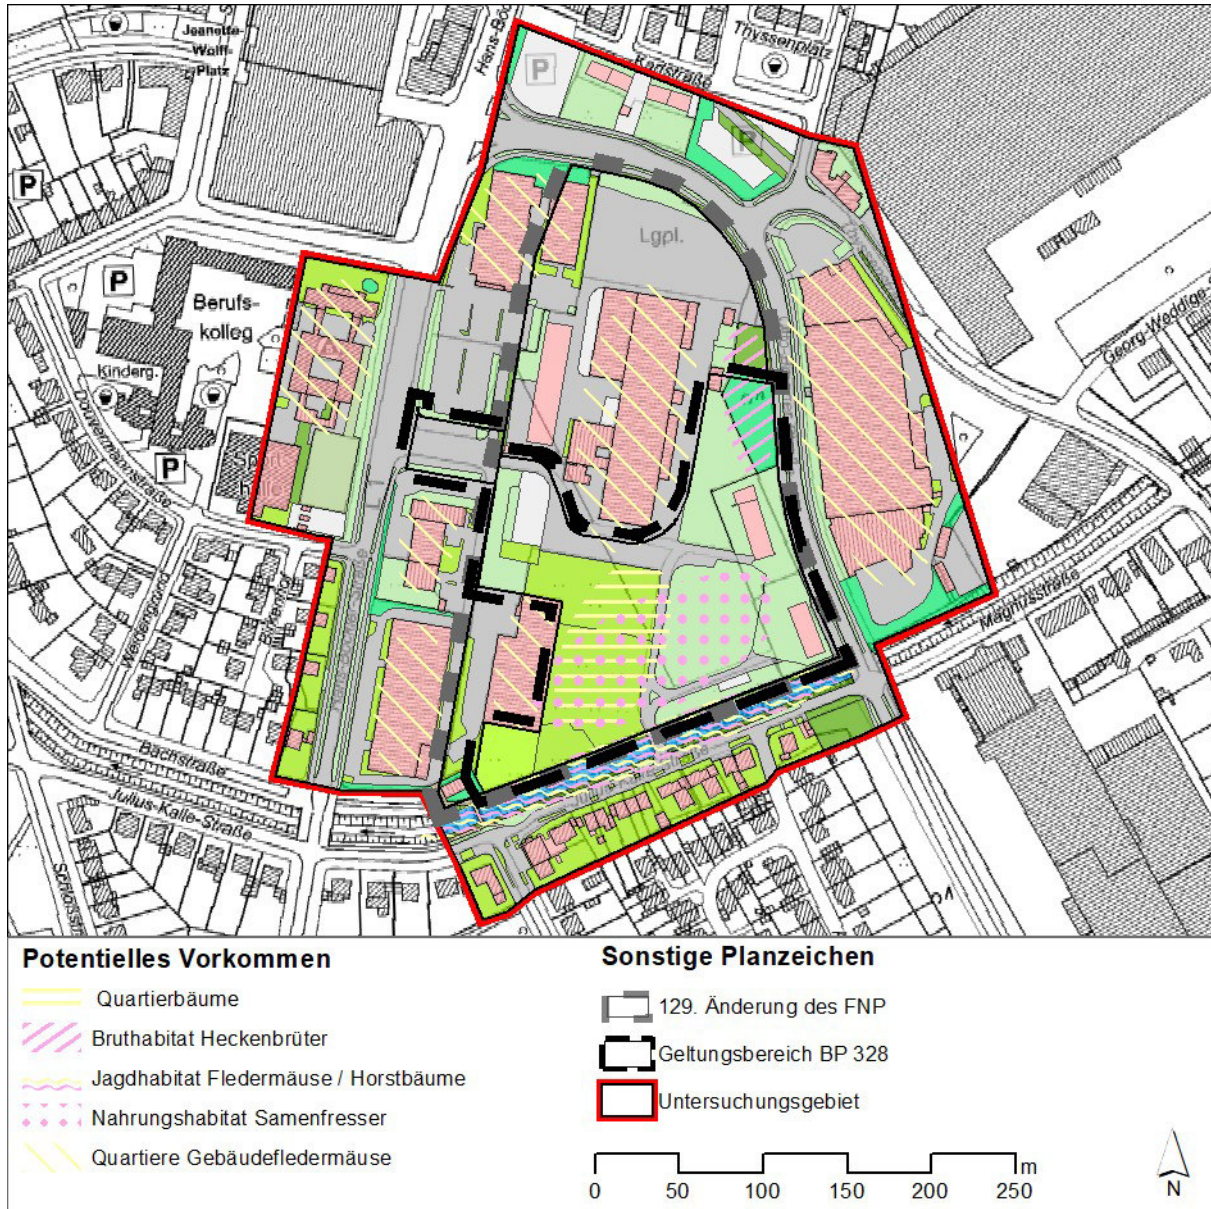 Jeanette-
Wolff-
Platz
Thyssenplatz
Karlstraße
P
P
P
Lgpl.
P
Berufs-
kolleg
Kinderg.
P
Georg-Weddige-S
Magnusstraße
Bachstraße
Julius-Kalle-Straße
Potentielles Vorkommen
Quartierbäume
Bruthabitat Heckenbrüter
Jagdhabitat Fledermäuse / Horstbäume
Nahrungshabitat Samenfresser
Quartiere Gebäudefledermäuse
Sonstige Planzeichen
129. Änderung des FNP
Geltungsbereich BP 328
Untersuchungsgebiet
m
0 50 100 150 200 250
N